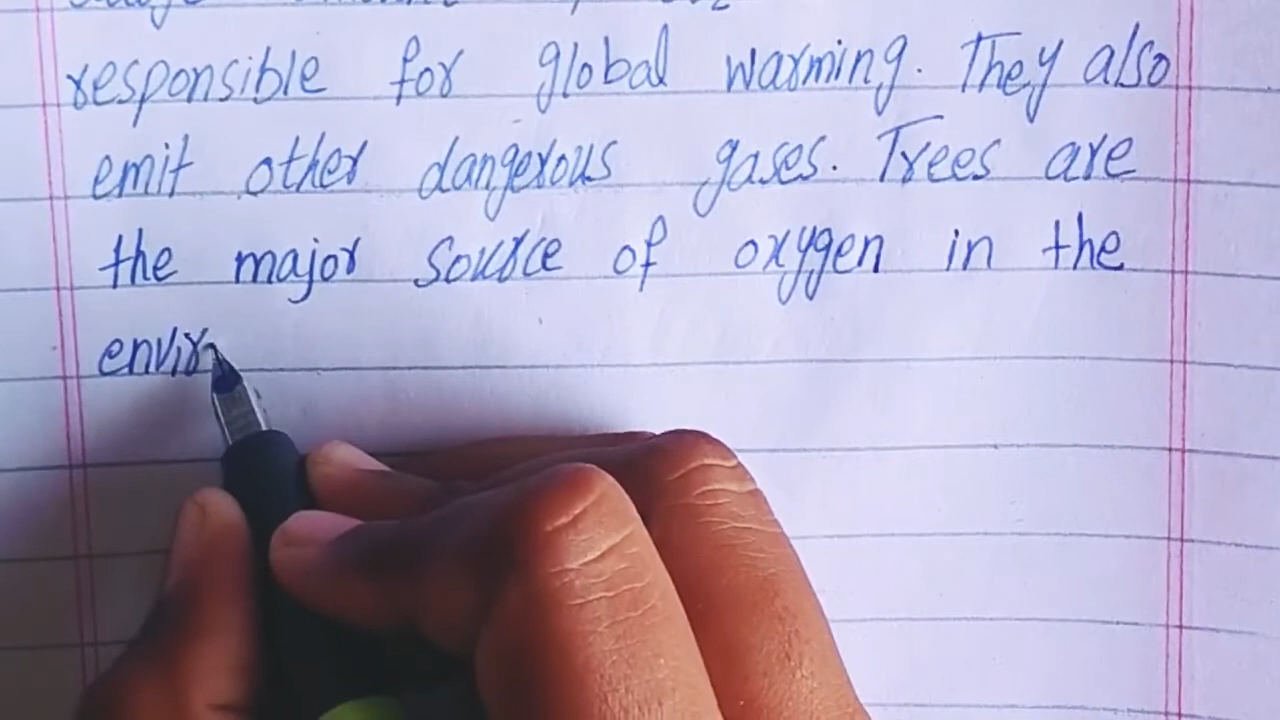 responsible for global warming. They also
emit other dangerous gases. Trees are
the major source of oxygen in the
envir